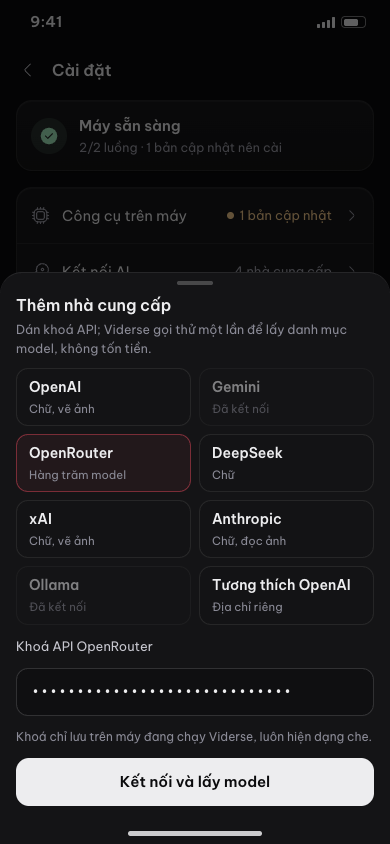 9:41
Cài đặt
Máy sẵn sàng
2/2 luồng · 1 bản cập nhật nên cài
Công cụ trên máy
1 bản cập nhật
Kết nối AI
4 nhà cung cấp
Thêm nhà cung cấp
Dán khoá API; Viderse gọi thử một lần để lấy danh mục
model, không tốn tiền.
OpenAI
Chữ, vẽ ảnh
Gemini
Đã kết nối
OpenRouter
Hàng trăm model
DeepSeek
Chữ
xAI
Chữ, vẽ ảnh
Anthropic
Chữ, đọc ảnh
Ollama
Đã kết nối
Tương thích OpenAI
Địa chỉ riêng
Khoá API OpenRouter
Khoá chỉ lưu trên máy đang chạy Viderse, luôn hiện dạng che.
Kết nối và lấy model